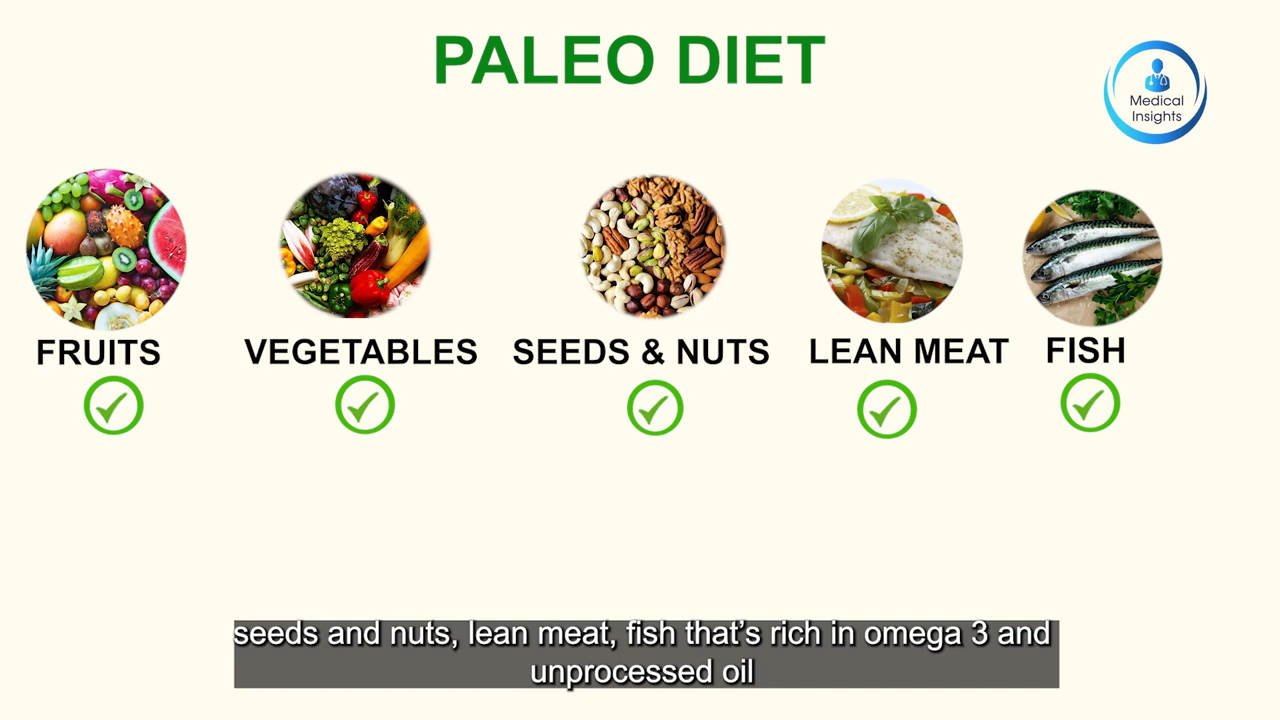 PALEO DIET
Medical
Insights
FRUITS
VEGETABLES
SEEDS & NUTS
LEAN MEAT
FISH
seeds and nuts, lean meat, fish that's rich in omega 3 and
unprocessed oil